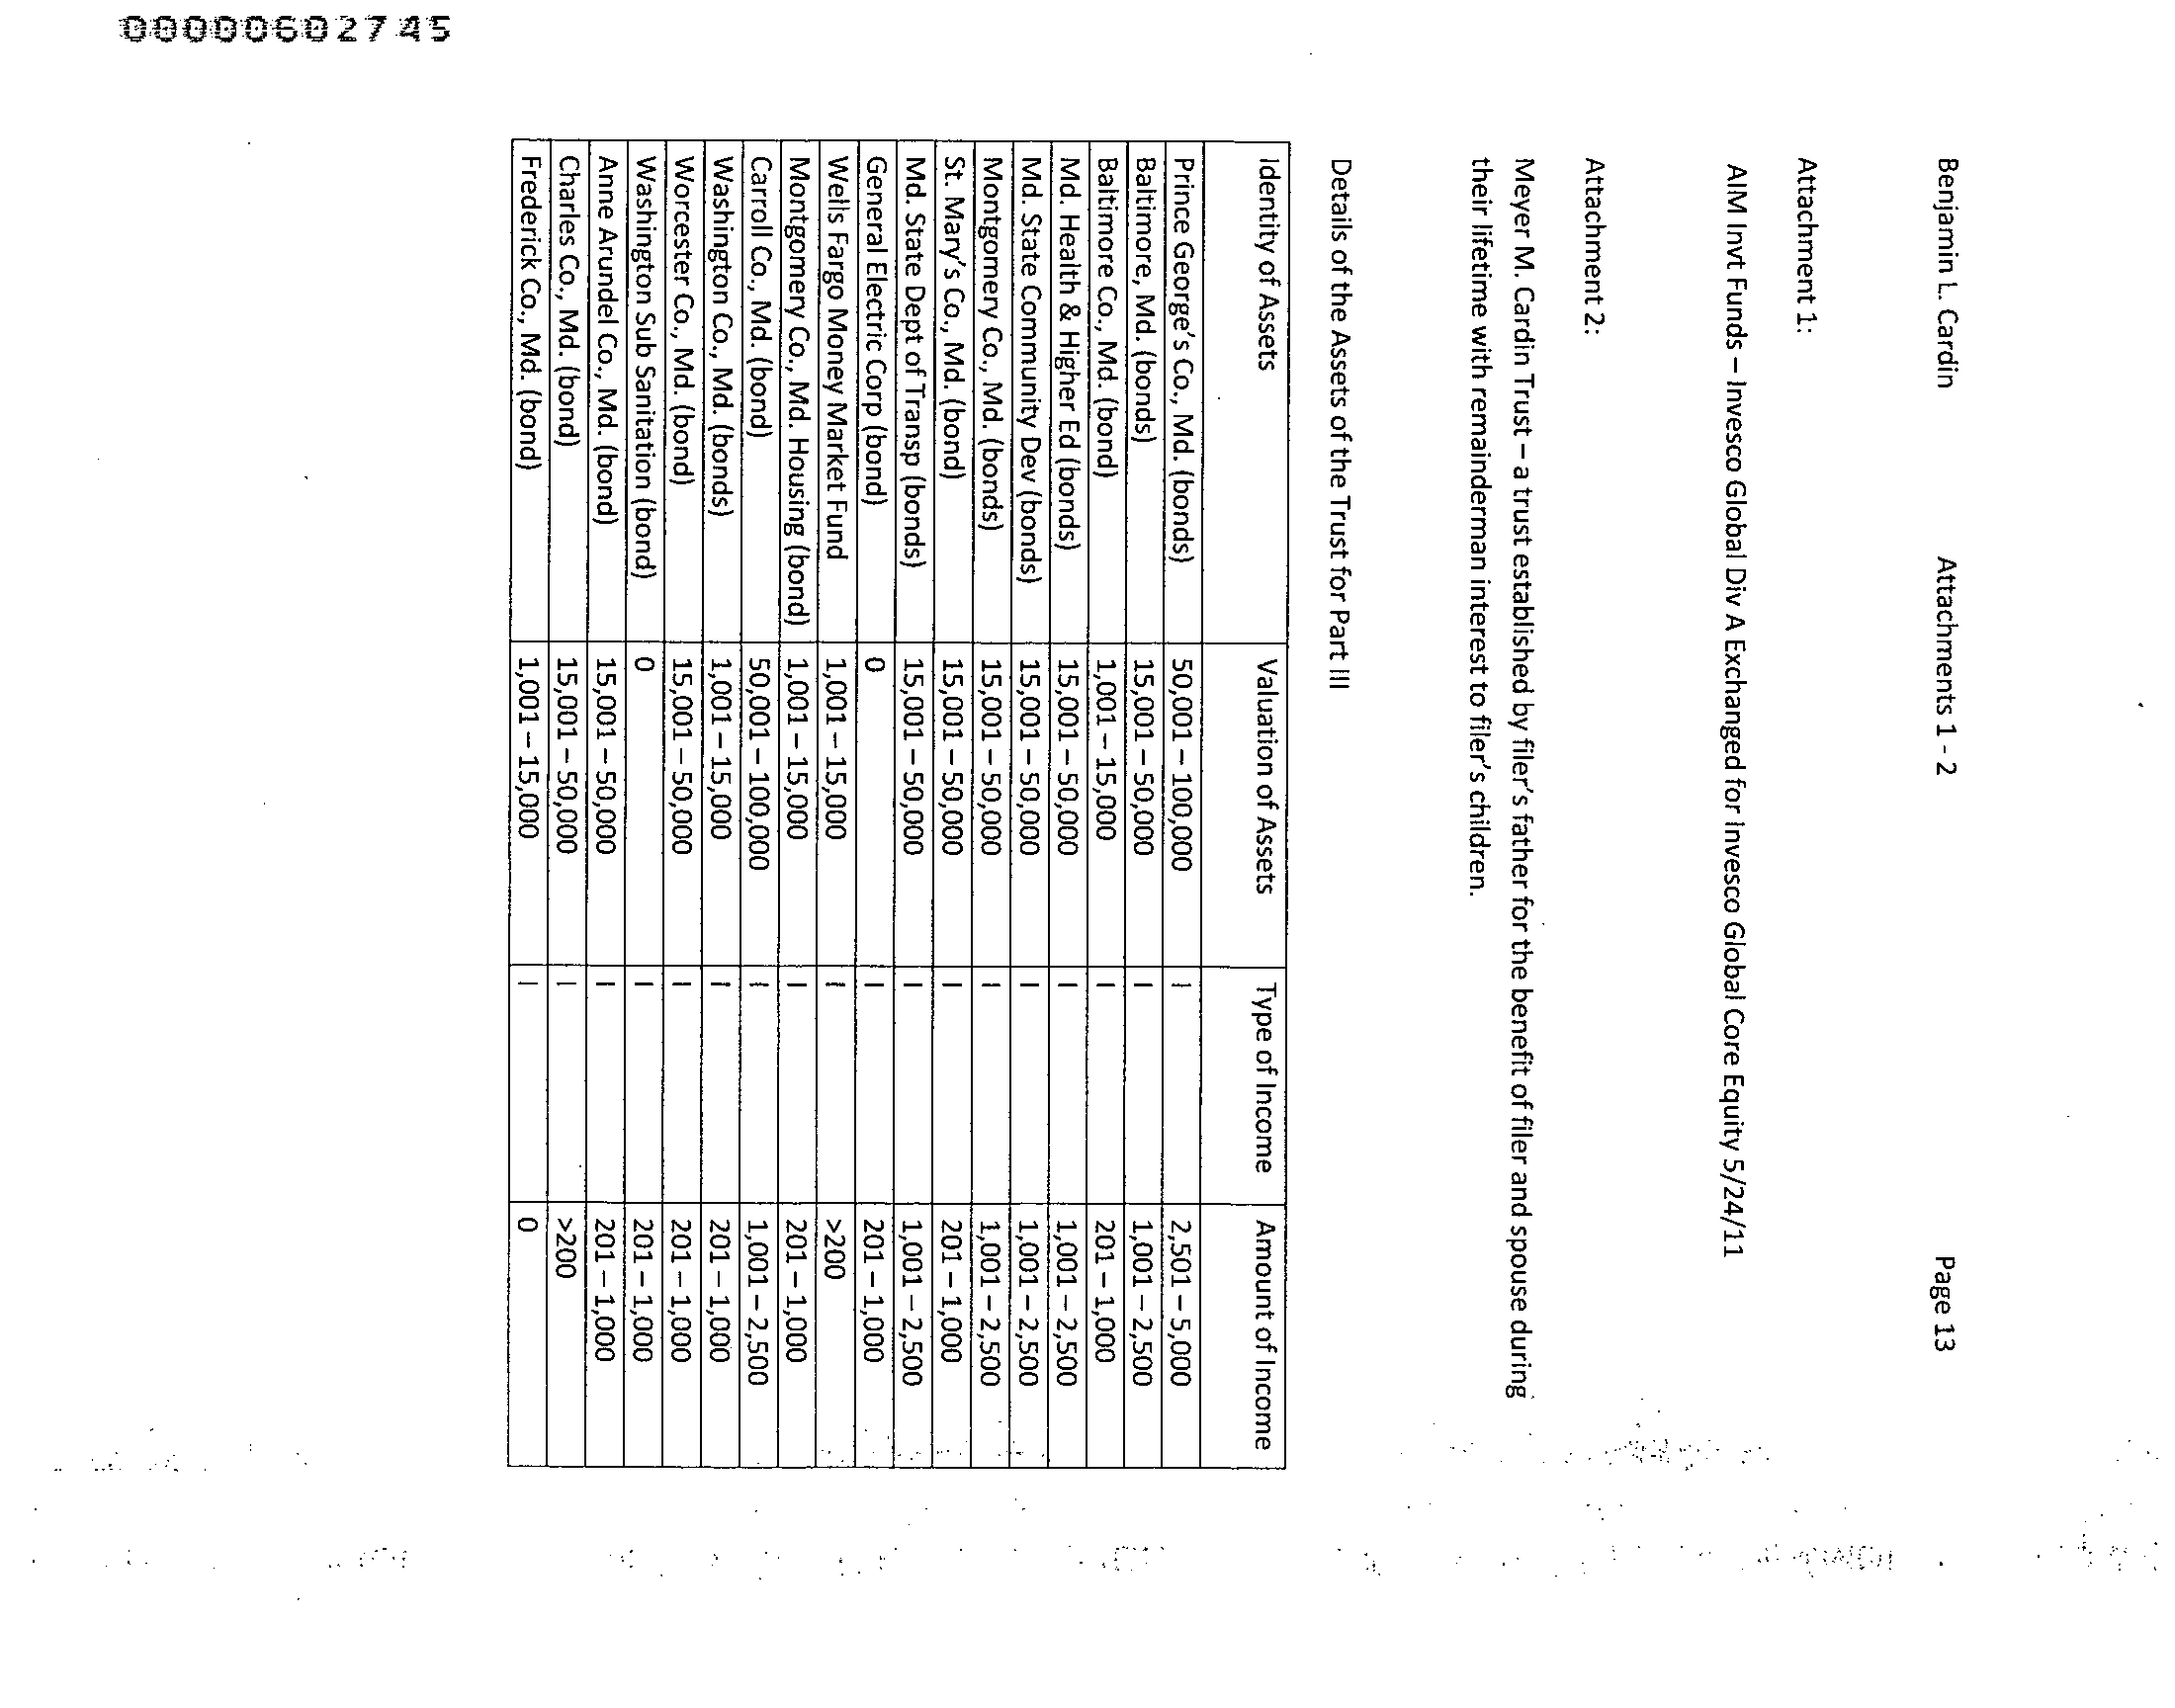 Benjamin L. Cardin Attachments 1 - 2 Page 13
Attachment 1:
AIM Invt Funds – Invesco Global Div A Exchanged for Invesco Global Core Equity 5/24/11
Attachment 2:
Meyer M. Cardin Trust – a trust established by filer's father for the benefit of filer and spouse during
their lifetime with remainderman interest to filer's children.
Details of the Assets of the Trust for Part III
Identity of Assets Valuation of Assets Type of Income Amount of Income
Prince George's Co., Md. (bonds) 50,001 – 100,000 I 2,501 – 5,000
Baltimore, Md. (bonds) 15,001 – 50,000 I 1,001 – 2,500
Baltimore Co., Md. (bond) 1,001 – 15,000 I 201 – 1,000
Md. Health & Higher Ed (bonds) 15,001 – 50,000 I 1,001 – 2,500
Md. State Community Dev (bonds) 15,001 – 50,000 I 1,001 – 2,500
Montgomery Co., Md. (bonds) 15,001 – 50,000 I 1,001 – 2,500
St. Mary's Co., Md. (bond) 15,001 – 50,000 I 201 – 1,000
Md. State Dept of Transp (bonds) 15,001 – 50,000 I 1,001 – 2,500
General Electric Corp (bond) 0 I 201 – 1,000
Wells Fargo Money Market Fund 1,001 – 15,000 I >200
Montgomery Co., Md. Housing (bond) 1,001 – 15,000 I 201 – 1,000
Carroll Co., Md. (bond) 50,001 – 100,000 I 1,001 – 2,500
Washington Co., Md. (bonds) 1,001 – 15,000 I 201 – 1,000
Worcester Co., Md. (bond) 15,001 – 50,000 I 201 – 1,000
Washington Sub Sanitation (bond) 0 I 201 – 1,000
Anne Arundel Co., Md. (bond) 15,001 – 50,000 I 201 – 1,000
Charles Co., Md. (bond) 15,001 – 50,000 I >200
Frederick Co., Md. (bond) 1,001 – 15,000 I 0
00000602745